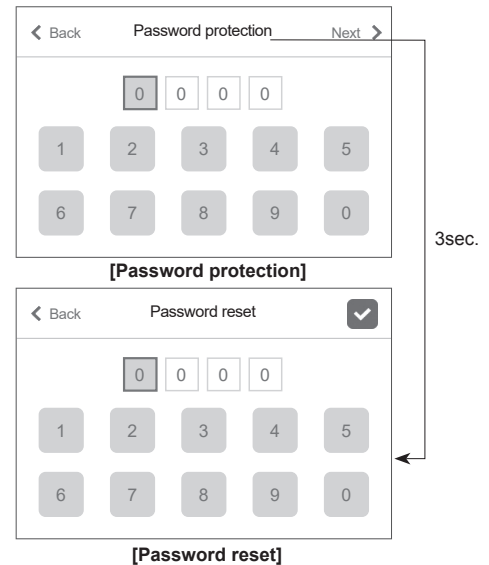 Back Password protection Next
0 0 0 0
1 2 3 4 5
6 7 8 9 0
3sec.
[Password protection]
Back Password reset
0 0 0 0
1 2 3 4 5
6 7 8 9 0
[Password reset]